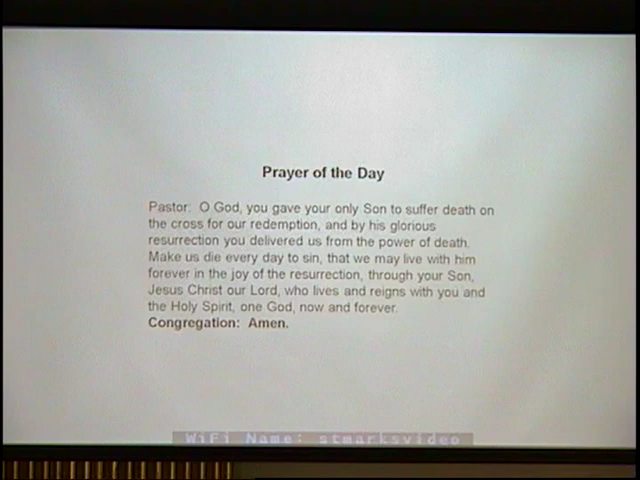 Prayer of the Day
Pastor: O God, you gave your only Son to suffer death on
the cross for our redemption, and by his glorious
resurrection you delivered us from the power of death.
Make us die every day to sin, that we may live with him
forever in the joy of the resurrection, through your Son,
Jesus Christ our Lord, who lives and reigns with you and
the Holy Spirit, one God, now and forever.
Congregation: Amen.
WiFi Name: stmarksvideo